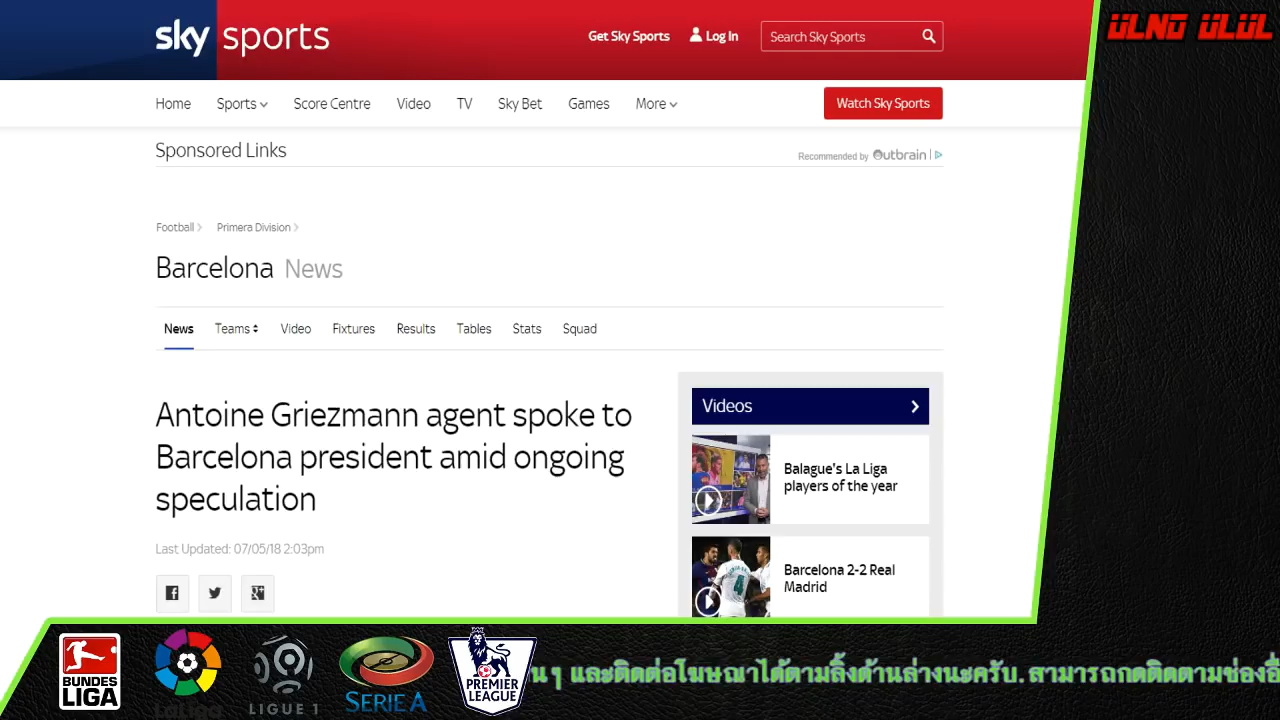 sky sports
Get Sky Sports
Log In
Search Sky Sports
Home
Sports
Score Centre
Video
TV
Sky Bet
Games
More
Watch Sky Sports
Sponsored Links
Recommended by Outbrain
Football
Primera Division
Barcelona News
News
Teams
Video
Fixtures
Results
Tables
Stats
Squad
Antoine Griezmann agent spoke to
Barcelona president amid ongoing
speculation
Last Updated: 07/05/18 2:03pm
Videos
Balague's La Liga
players of the year
Barcelona 2-2 Real
Madrid
BUNDES
LIGA
LaLiga
LIGUE 1
SERIE A
PREMIER
LEAGUE
นๆ และติดต่อโฆษณาได้ตามลิ้งด้านล่างนะครับ. สามารถกดติดตามช่องอื่